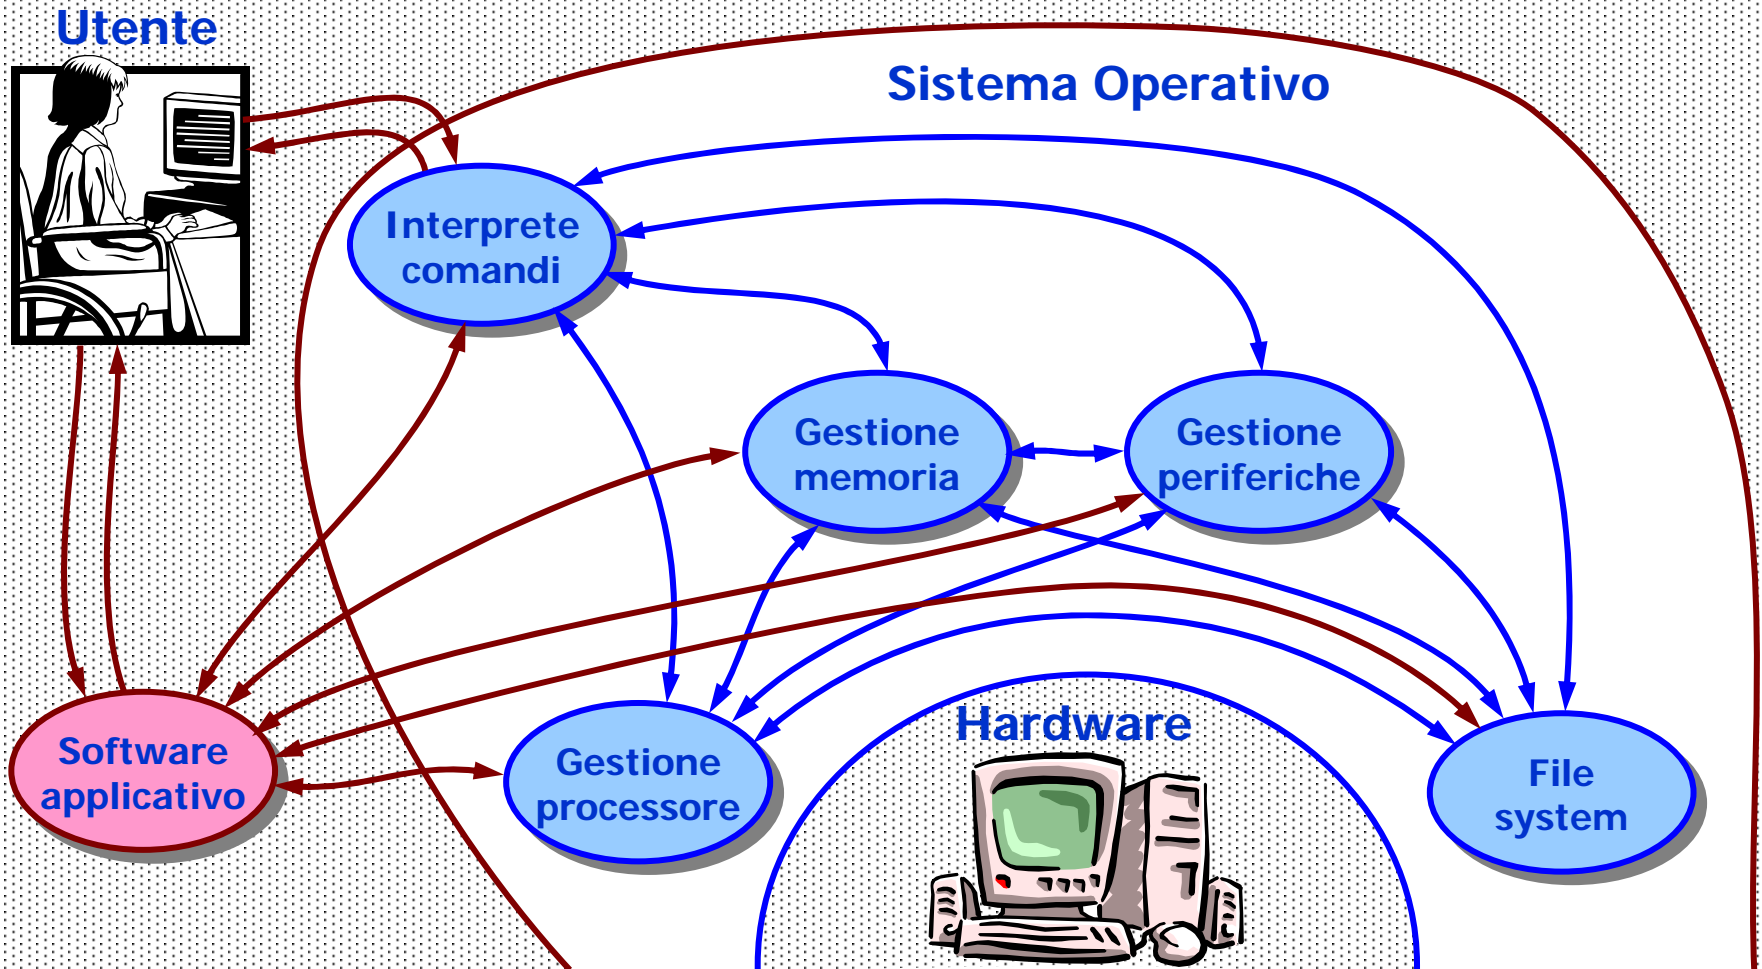 Utente
Sistema Operativo
Interprete
comandi
Gestione
memoria
Gestione
periferiche
Software
applicativo
Gestione
processore
Hardware
File
system